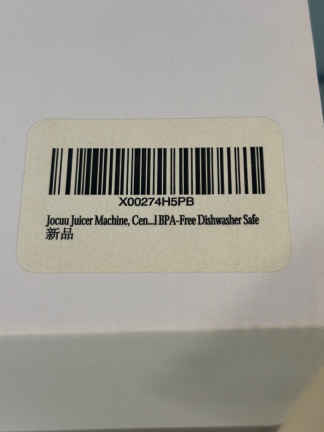 X00274H5PB
Jocuu Juicer Machine, Cen...l BPA-Free Dishwasher Safe
新品